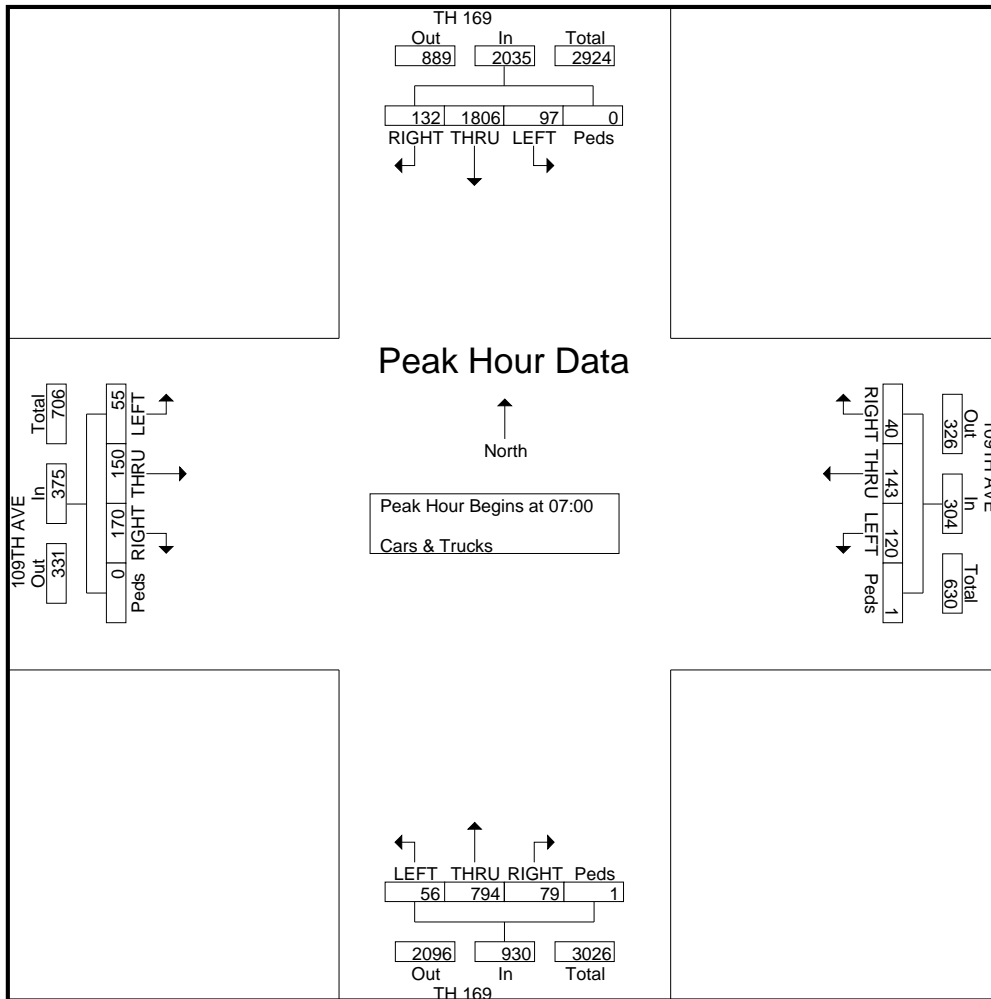 TH 169
Out In Total
889 2035 2924
132 1806 97 0
RIGHT THRU LEFT Peds
Peak Hour Data
North
Peak Hour Begins at 07:00
Cars & Trucks
109TH AVE
Out In Total
331 375 706
55 150 170 0
LEFT THRU RIGHT Peds
109TH AVE
Out In Total
326 304 630
40 143 120 1
RIGHT THRU LEFT Peds
LEFT THRU RIGHT Peds
56 794 79 1
2096 930 3026
Out In Total
TH 169